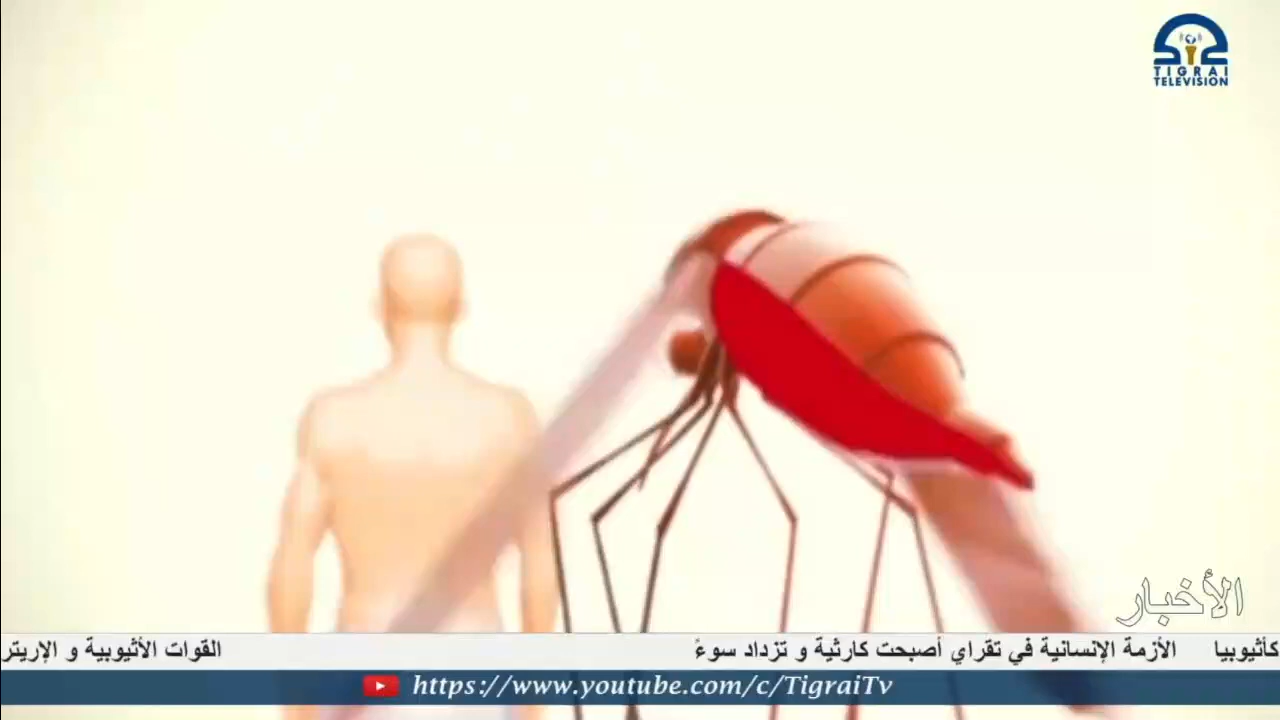 TIGRAI
TELEVISION
الأخبار
كأثيوبيا الأزمة الإنسانية في تقراي أصبحت كارثية و تزداد سوءً القوات الأثيوبية و الإريتر
https://www.youtube.com/c/TigraiTv